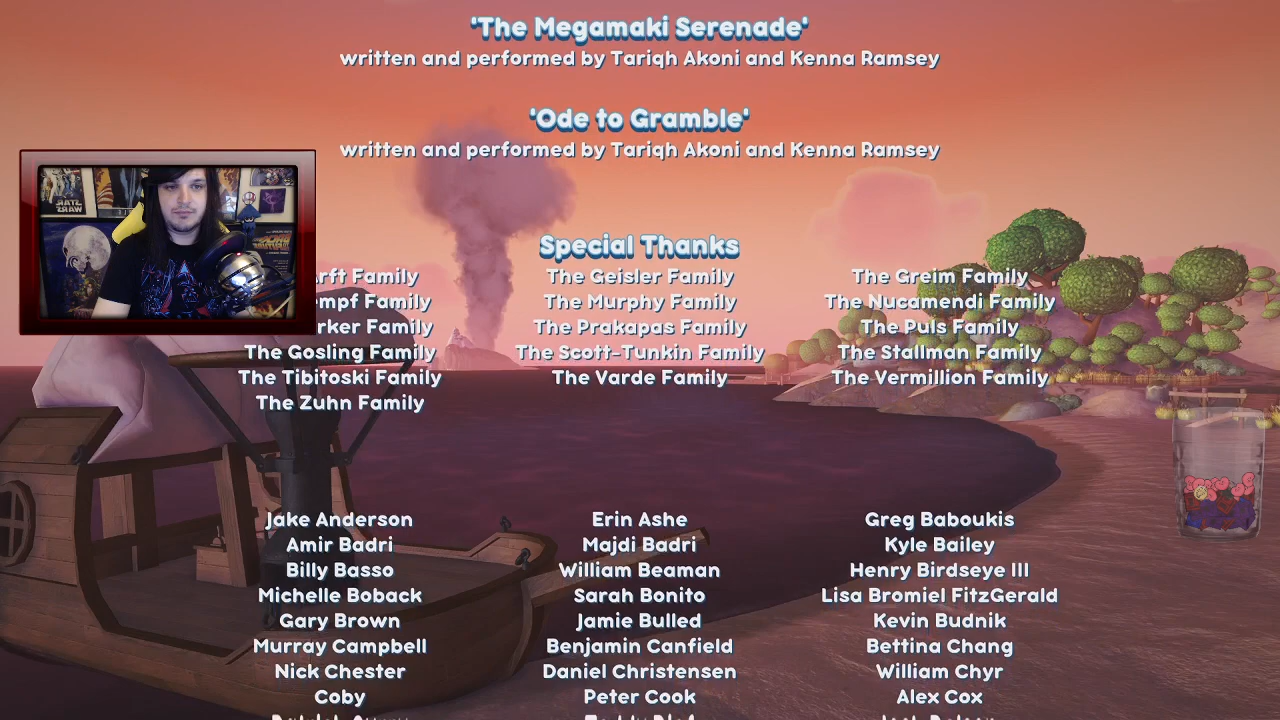 'The Megamaki Serenade'
written and performed by Tariqh Akoni and Kenna Ramsey
'Ode to Gramble'
written and performed by Tariqh Akoni and Kenna Ramsey
Special Thanks
Family The Geisler Family The Greim Family
Family The Murphy Family The Nucamendi Family
Family The Prakapas Family The Puls Family
The Gosling Family The Scott-Tunkin Family The Stallman Family
The Tibitoski Family The Varde Family The Vermillion Family
The Zuhn Family
Jake Anderson Erin Ashe Greg Baboukis
Amir Badri Majdi Badri Kyle Bailey
Billy Basso William Beaman Henry Birdseye III
Michelle Boback Sarah Bonito Lisa Bromiel FitzGerald
Gary Brown Jamie Bulled Kevin Budnik
Murray Campbell Benjamin Canfield Bettina Chang
Nick Chester Daniel Christensen William Chyr
Coby Peter Cook Alex Cox
STAR
WARS